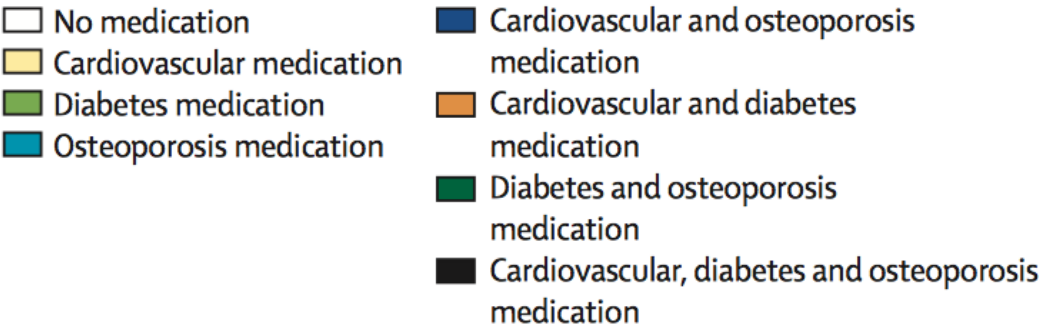 No medication
Cardiovascular medication
Diabetes medication
Osteoporosis medication
Cardiovascular and osteoporosis
medication
Cardiovascular and diabetes
medication
Diabetes and osteoporosis
medication
Cardiovascular, diabetes and osteoporosis
medication